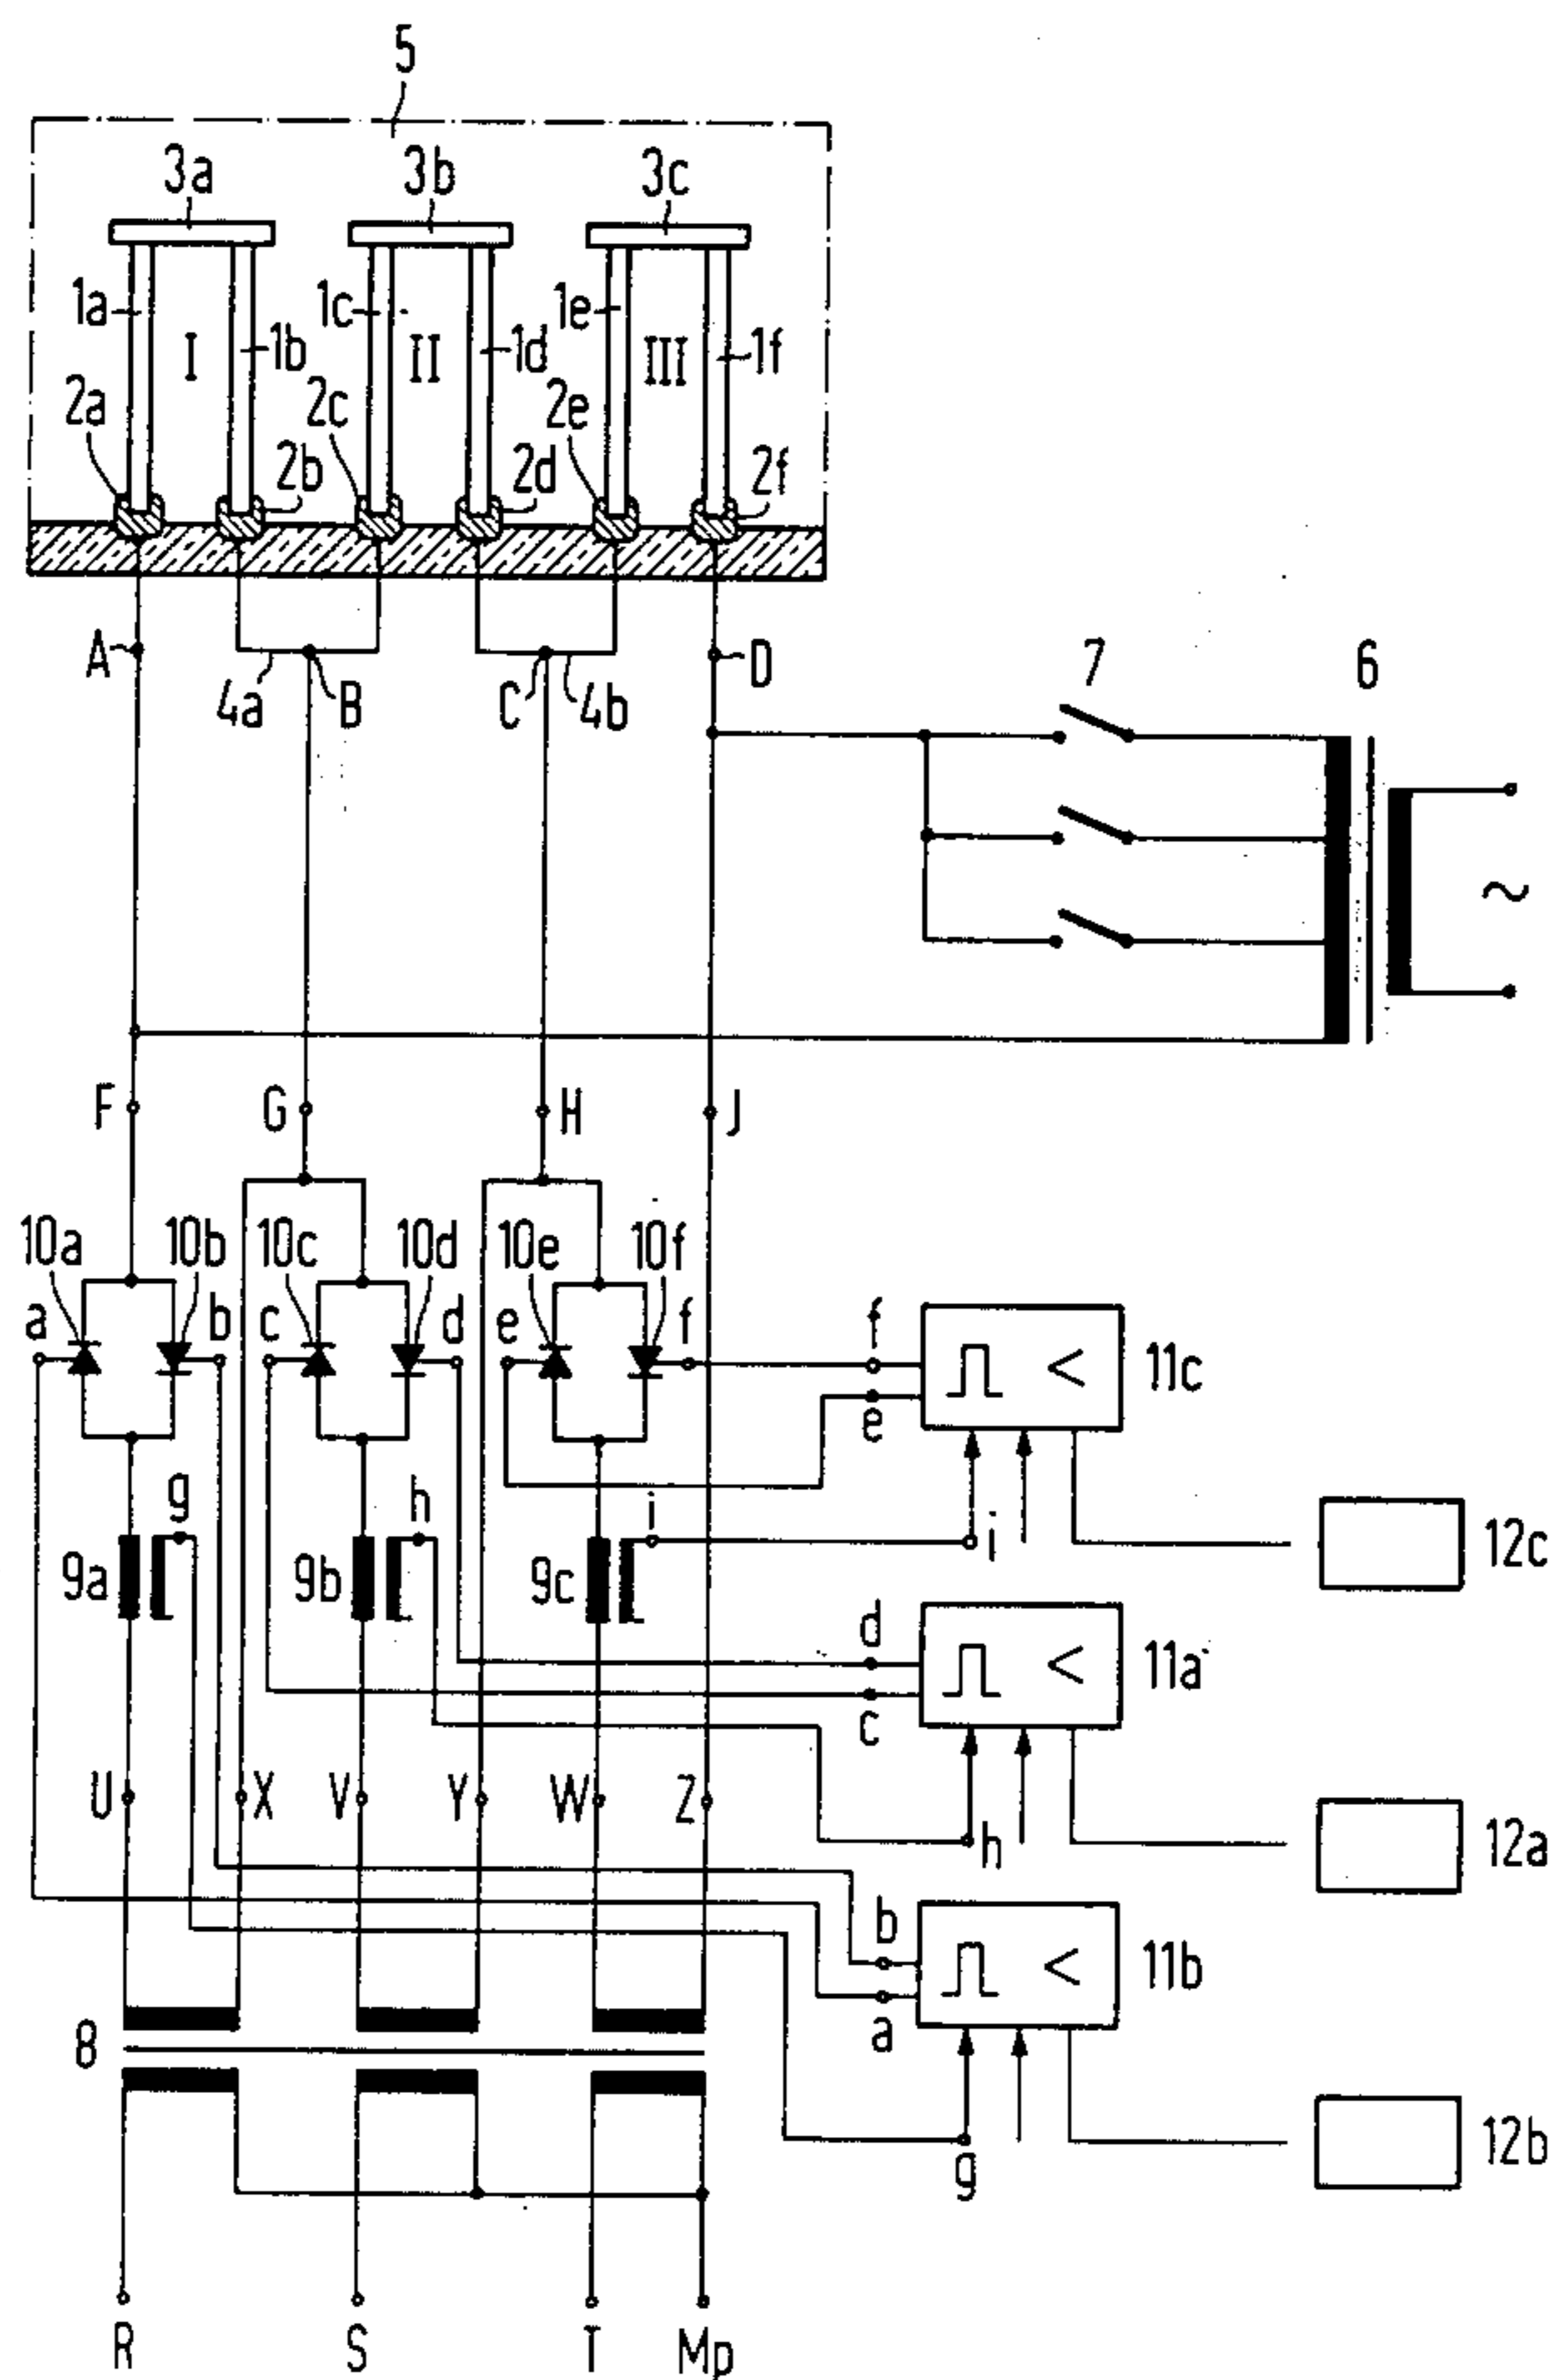 5
3a 3b 3c
1a 1c 1e
I 1b II 1d III 1f
2a 2c 2e
2b 2d 2f
A D 7 6
4a B C 4b
~
F G H J
10a 10b 10c 10d 10e 10f
a b c d e f f < 11c
e
g h i i 12c
9a 9b 9c
d < 11a
c
U X V Y W Z
h 12a
b < 11b
a
8
g 12b
R S T Mp